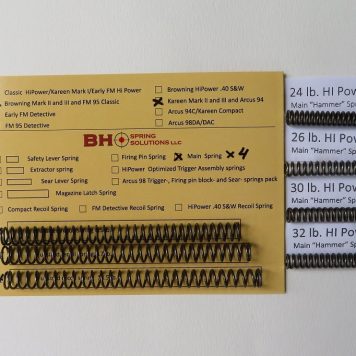 Classic HiPower/Kareen Mark I/Early FM Hi Power
Browning HiPower .40 S&W
Browning Mark II and III and FM 95 Classic
X Kareen Mark II and III and Arcus 94
Early FM Detective
Arcus 94C/Kareen Compact
FM 95 Detective
Arcus 98DA/DAC
BH SPRING SOLUTIONS LLC
Safety Lever Spring
Firing Pin Spring
X Main Spring x4
Extractor spring
HiPower Optimized Trigger Assembly springs
Sear Lever Spring
Arcus 98 Trigger-, Firing pin block- and Sear- springs pack
Magazine Latch Spring
Compact Recoil Spring
FM Detective Recoil Spring
HiPower .40 S&W Recoil Spring
24 lb. HI Pow
Main "Hammer" Sp
26 lb. HI Pow
Main "Hammer" Spr
30 lb. HI Pow
Main "Hammer" Spr
32 lb. HI Pow
Main "Hammer" Spr